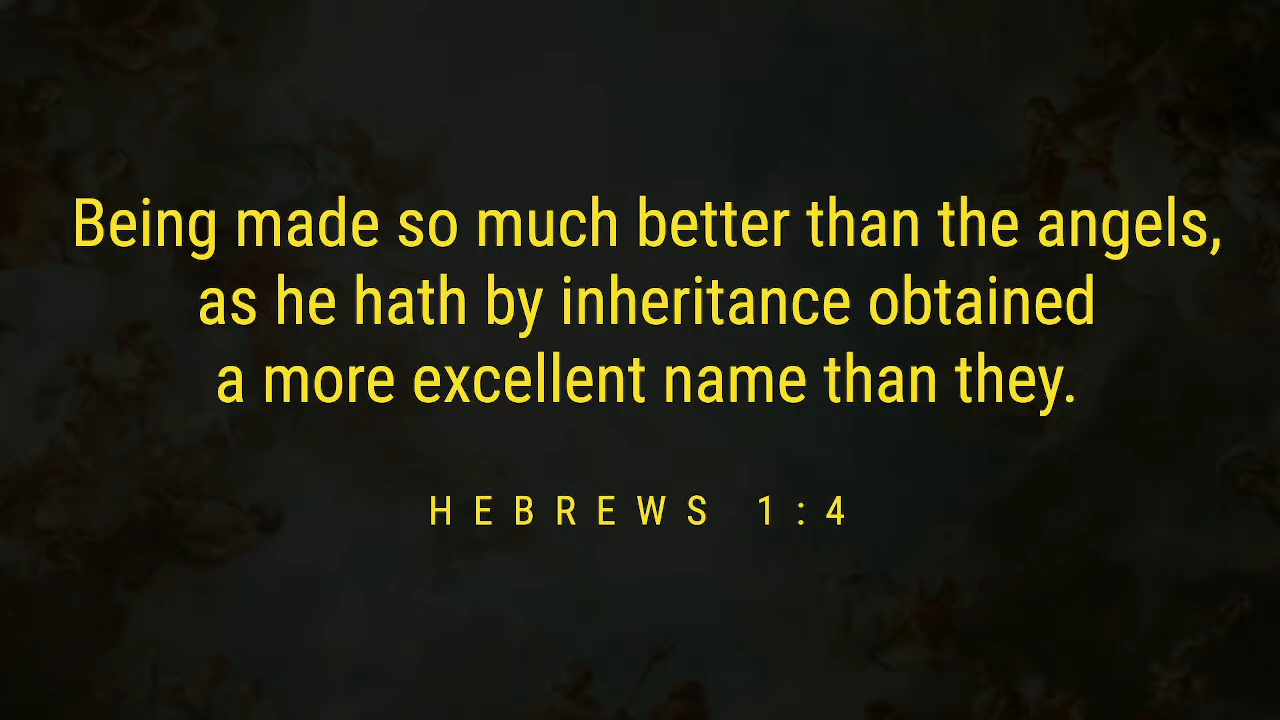 Being made so much better than the angels,
as he hath by inheritance obtained
a more excellent name than they.
HEBREWS 1:4